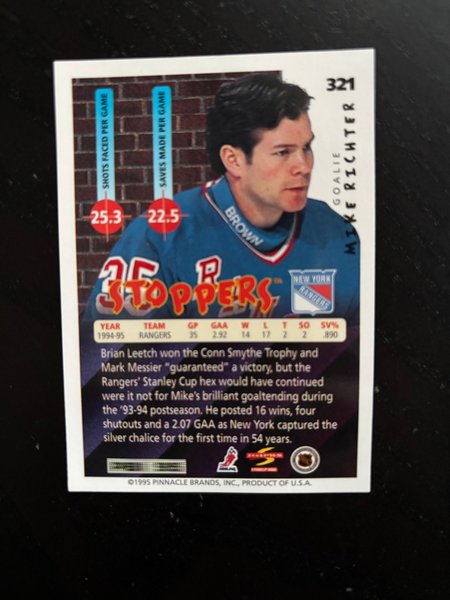 321
GOALIE
MIKE RICHTER
SHOTS FACED PER GAME
25.3
SAVES MADE PER GAME
22.5
BROWN
35 R
STOPPERS™
NEW YORK
RANGERS
YEAR TEAM GP GAA W L T SO SV%
1994-95 RANGERS 35 2.92 14 17 2 2 .890
Brian Leetch won the Conn Smythe Trophy and
Mark Messier "guaranteed" a victory, but the
Rangers' Stanley Cup hex would have continued
were it not for Mike's brilliant goaltending during
the '93-94 postseason. He posted 16 wins, four
shutouts and a 2.07 GAA as New York captured the
silver chalice for the first time in 54 years.
©1995 PINNACLE BRANDS, INC., PRODUCT OF U.S.A.